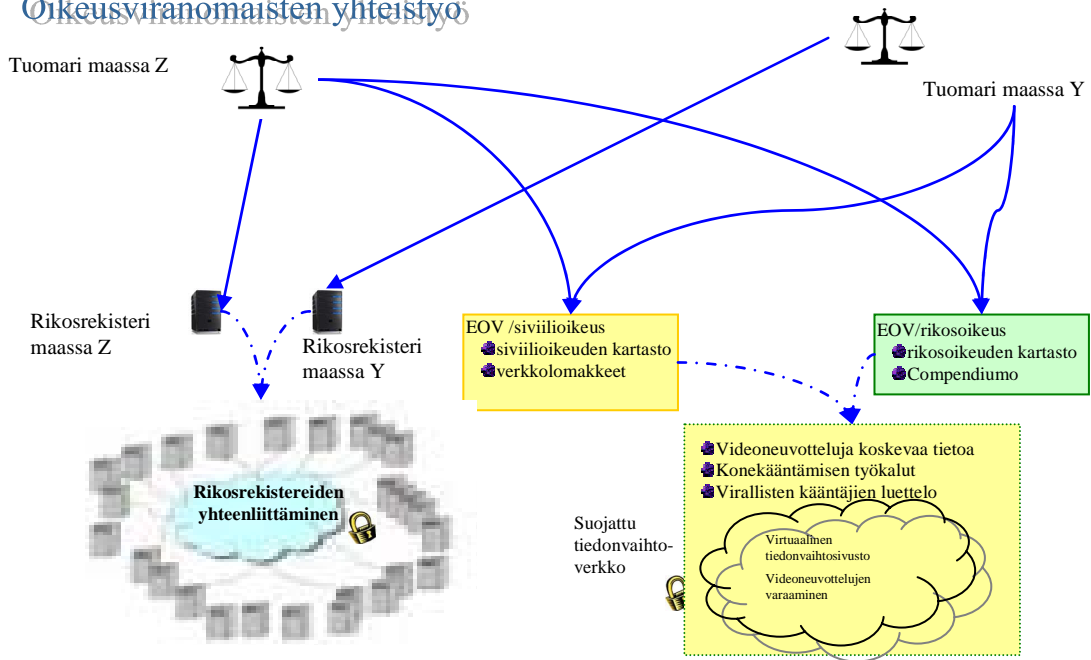 Oikeusviranomaisten yhteistyö
Tuomari maassa Z
Tuomari maassa Y
Rikosrekisteri
maassa Z
Rikosrekisteri
maassa Y
EOV /siviilioikeus
siviilioikeuden kartasto
verkkolomakkeet
EOV/rikosoikeus
rikosoikeuden kartasto
Compendiumo
Rikosrekistereiden
yhteenliittäminen
Videoneuvotteluja koskevaa tietoa
Konekääntämisen työkalut
Virallisten kääntäjien luettelo
Suojattu
tiedonvaihto-
verkko
Virtuaalinen
tiedonvaihtosivusto
Videoneuvottelujen
varaaminen